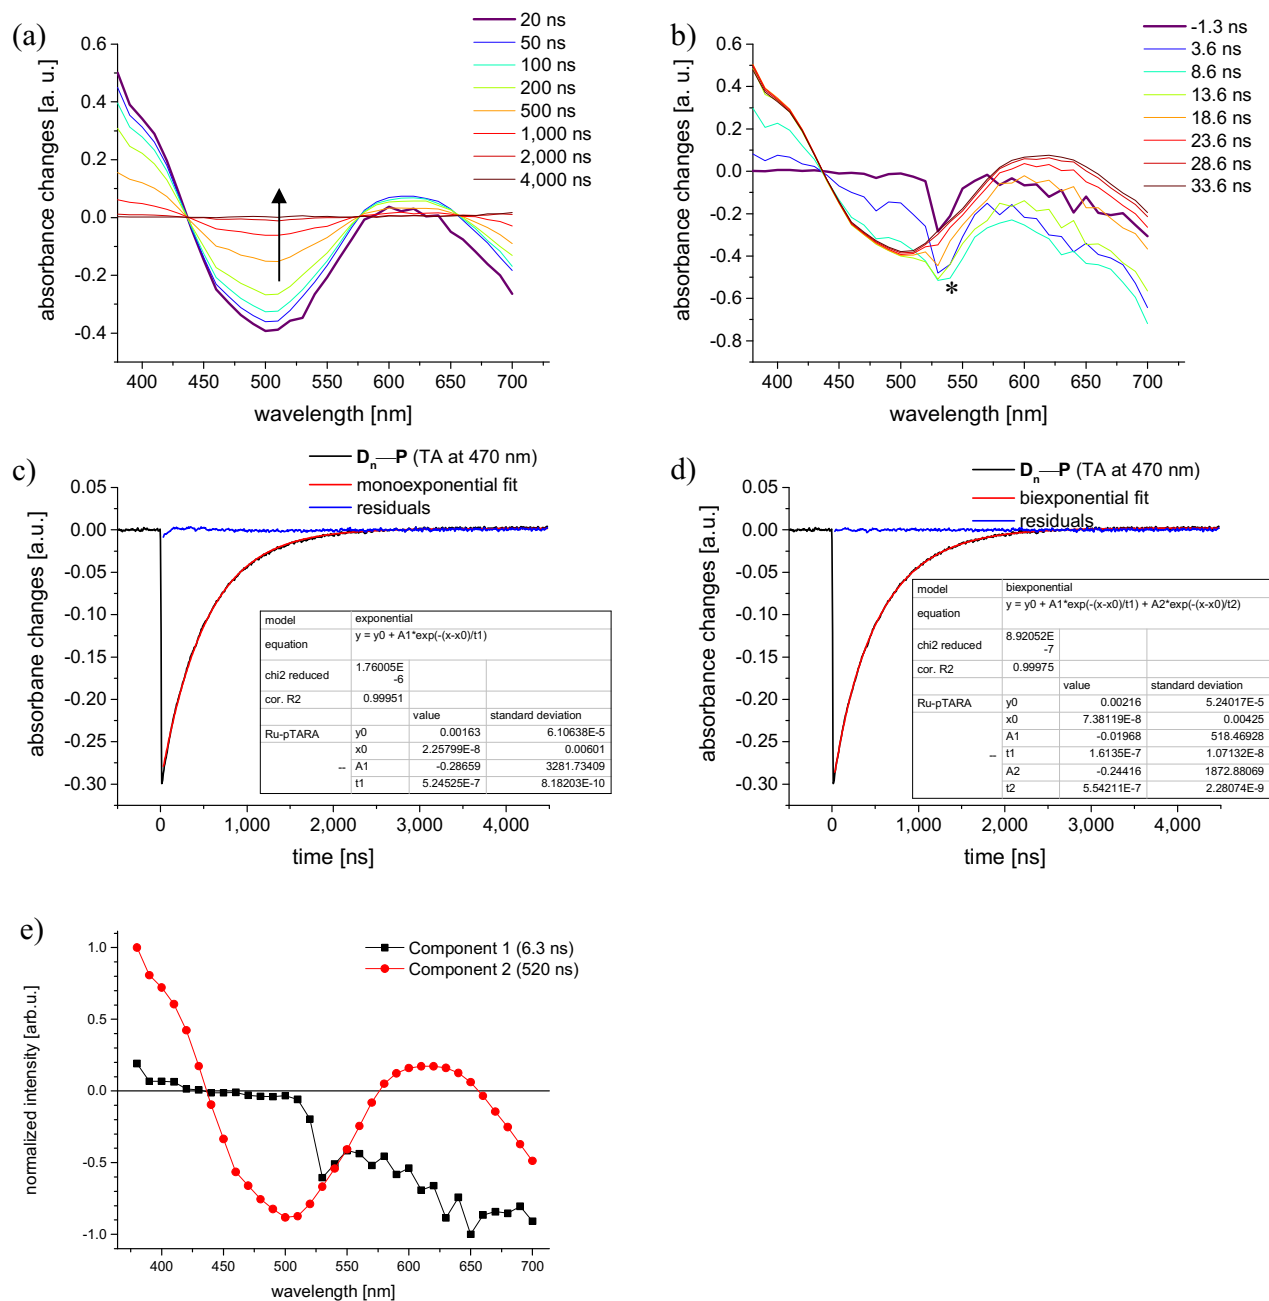 (a)
20 ns
50 ns
100 ns
200 ns
500 ns
1,000 ns
2,000 ns
4,000 ns
absorbance changes [a. u.]
0.6
0.4
0.2
0.0
-0.2
-0.4
400 450 500 550 600 650 700
wavelength [nm]
b)
-1.3 ns
3.6 ns
8.6 ns
13.6 ns
18.6 ns
23.6 ns
28.6 ns
33.6 ns
absorbance changes [a. u.]
0.6
0.4
0.2
0.0
-0.2
-0.4
-0.6
-0.8
*
400 450 500 550 600 650 700
wavelength [nm]
c)
Dn—P (TA at 470 nm)
monoexponential fit
residuals
absorbane changes [a.u.]
0.05
0.00
-0.05
-0.10
-0.15
-0.20
-0.25
-0.30
model exponential
equation y = y0 + A1*exp(-(x-x0)/t1)
chi2 reduced 1.76005E
-6
cor. R2 0.99951
value standard deviation
Ru-pTARA y0 0.00163 6.10638E-5
x0 2.25799E-8 0.00601
-- A1 -0.28659 3281.73409
t1 5.24525E-7 8.18203E-10
0 1,000 2,000 3,000 4,000
time [ns]
d)
Dn—P (TA at 470 nm)
biexponential fit
residuals
absorbance changes [a.u.]
0.05
0.00
-0.05
-0.10
-0.15
-0.20
-0.25
-0.30
model biexponential
equation y = y0 + A1*exp(-(x-x0)/t1) + A2*exp(-(x-x0)/t2)
chi2 reduced 8.92052E
-7
cor. R2 0.99975
value standard deviation
Ru-pTARA y0 0.00216 5.24017E-5
x0 7.38119E-8 0.00425
A1 -0.01968 518.46928
-- t1 1.6135E-7 1.07132E-8
A2 -0.24416 1872.88069
t2 5.54211E-7 2.28074E-9
0 1,000 2,000 3,000 4,000
time [ns]
e)
Component 1 (6.3 ns)
Component 2 (520 ns)
normalized intensity [arb.u.]
1.0
0.5
0.0
-0.5
-1.0
400 450 500 550 600 650 700
wavelength [nm]